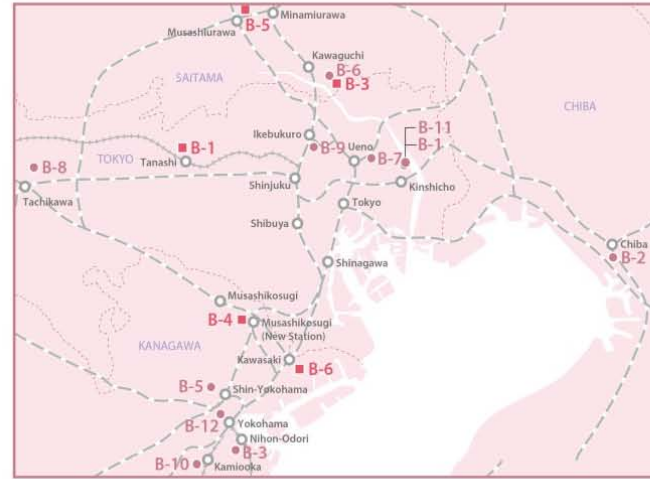 Minamiurawa
B-5
Musashiurawa
Kawaguchi
B-6
B-3
SAITAMA
CHIBA
B-11
B-1
Ikebukuro
B-9
Ueno
B-7
B-1
TOKYO
Tanashi
B-8
Shinjuku
Kinshicho
Tachikawa
Tokyo
Shibuya
Chiba
B-2
Shinagawa
Musashikosugi
B-4
Musashikosugi
(New Station)
KANAGAWA
Kawasaki
B-6
B-5
Shin-Yokohama
B-12
Yokohama
Nihon-Odori
B-3
B-10
Kamiooka